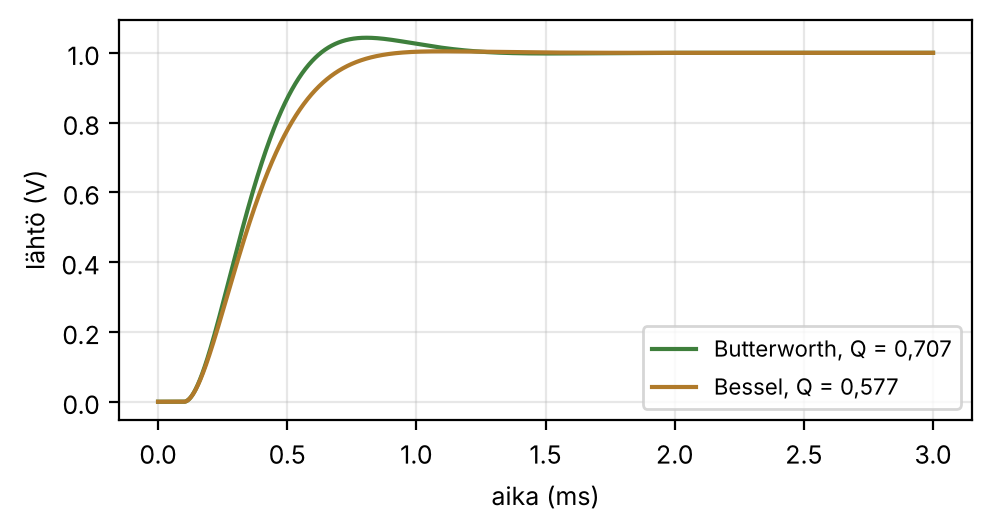 lähtö (V)
1.0
0.8
0.6
0.4
0.2
0.0
Butterworth, Q = 0,707
Bessel, Q = 0,577
0.0 0.5 1.0 1.5 2.0 2.5 3.0
aika (ms)